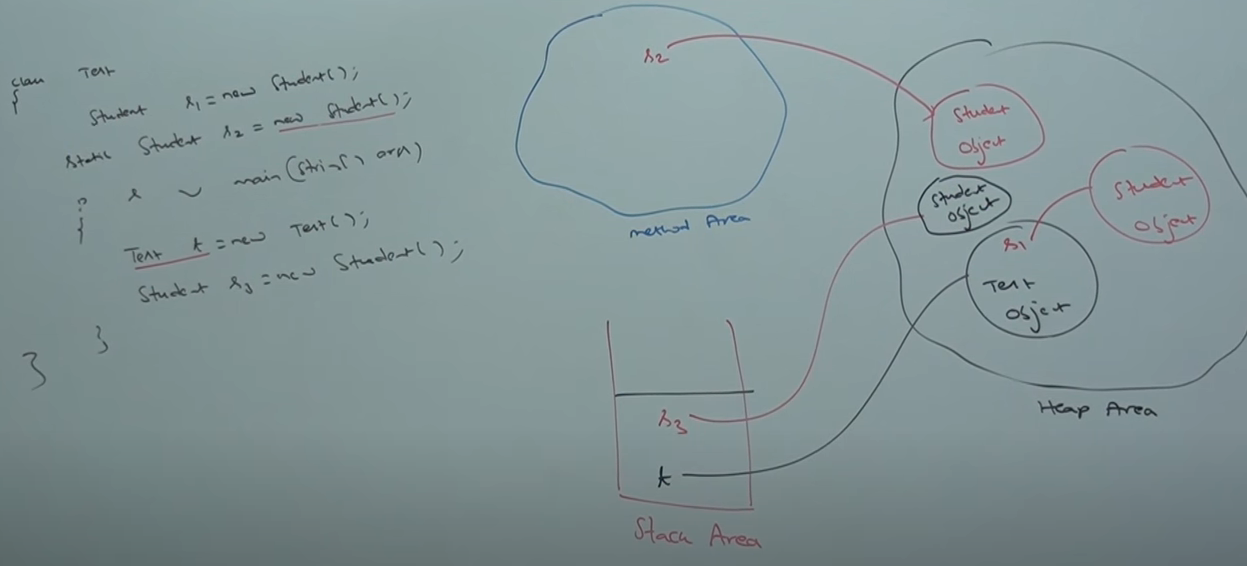 class Test
{
Student s1 = new Student();
static Student s2 = new Student();
p s v main(String[] args)
{
Test t = new Test();
Student s3 = new Student();
}
}
s2
method Area
Student
Object
Student
Object
Student
Object
s1
Test
Object
Heap Area
s3
t
Stack Area